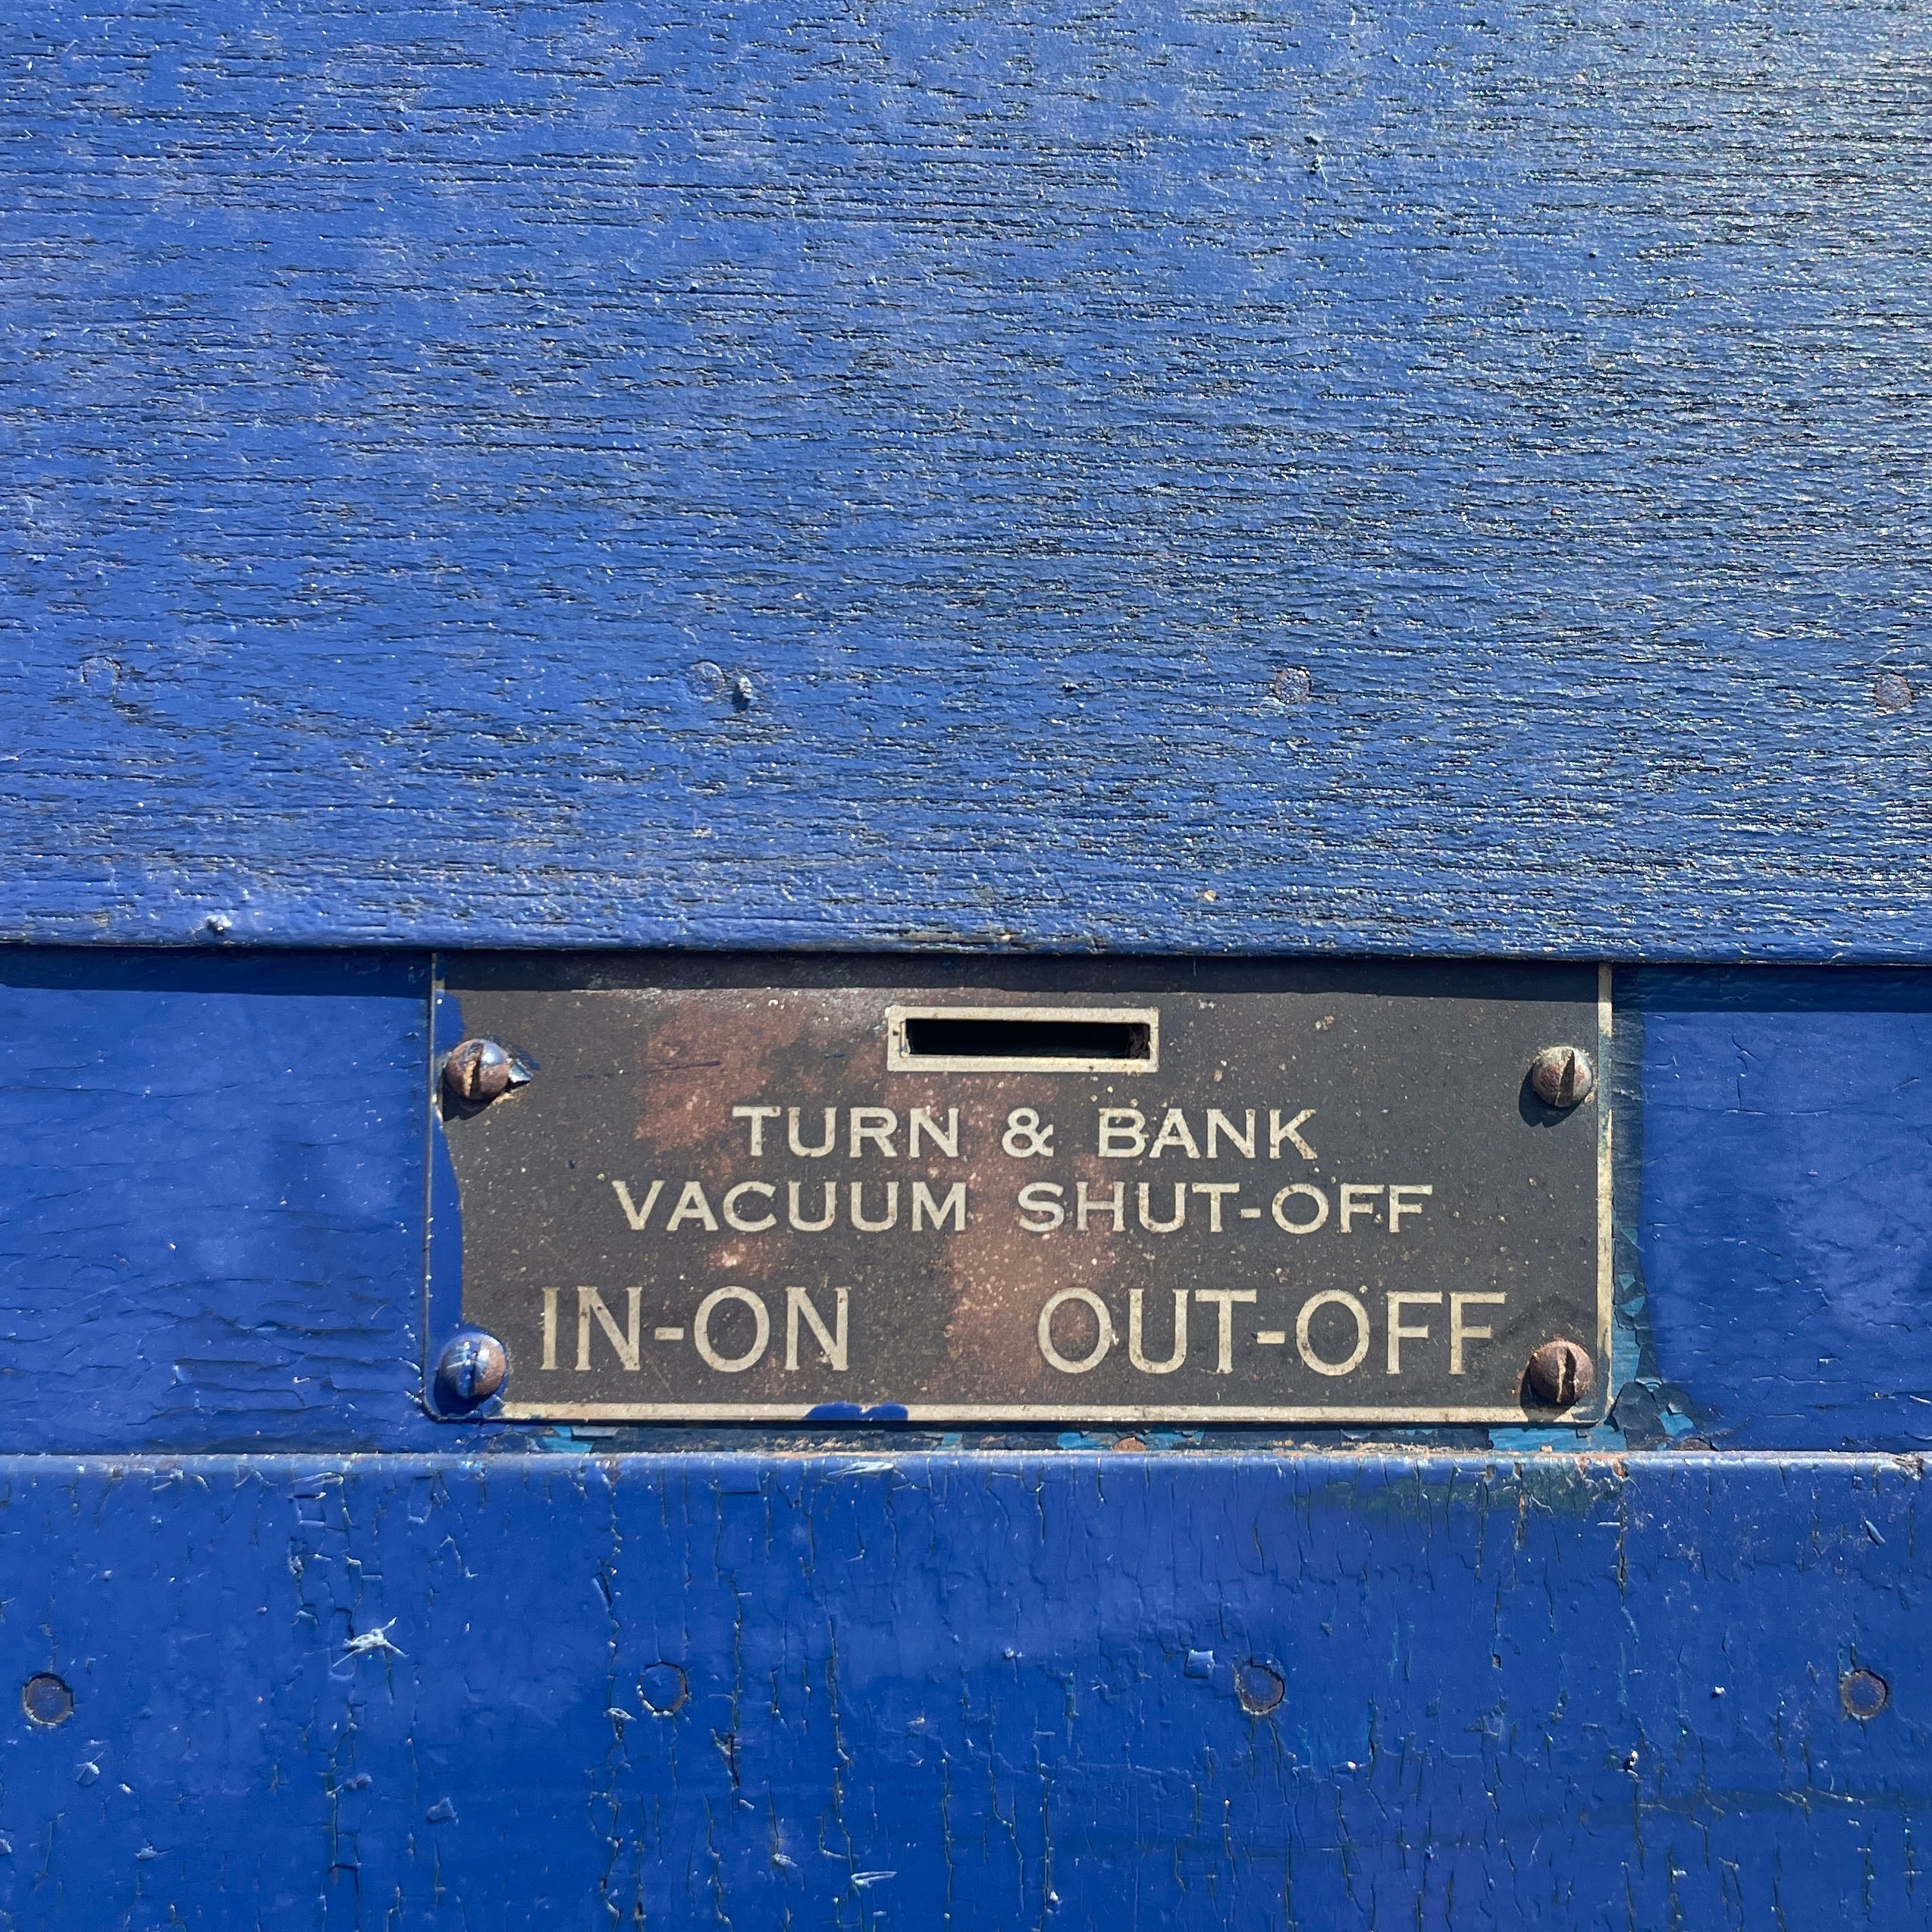 TURN & BANK
VACUUM SHUT-OFF
IN-ON OUT-OFF